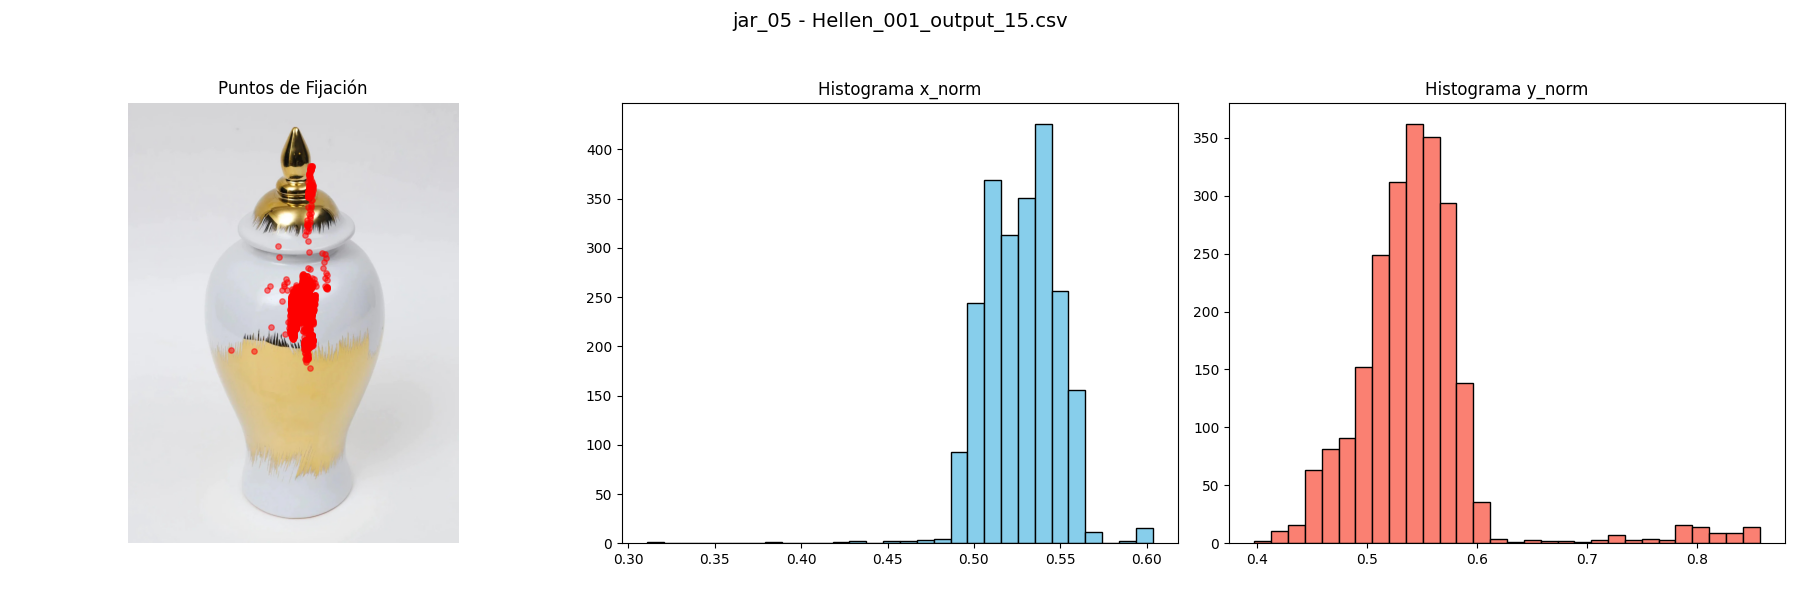 jar_05 - Hellen_001_output_15.csv
Puntos de Fijación
Histograma x_norm
400
350
300
250
200
150
100
50
0
0.30 0.35 0.40 0.45 0.50 0.55 0.60
Histograma y_norm
350
300
250
200
150
100
50
0
0.4 0.5 0.6 0.7 0.8